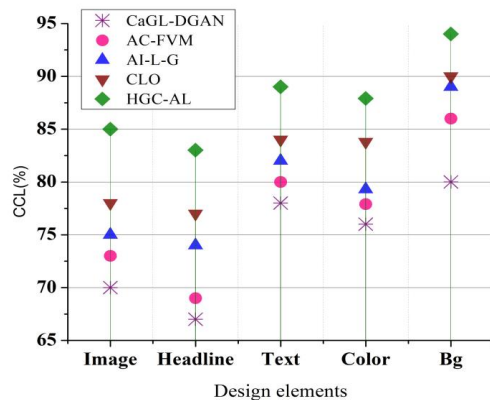 95
90
85
80
75
70
65
CCL(%)
CaGL-DGAN
AC-FVM
AI-L-G
CLO
HGC-AL
Image Headline Text Color Bg
Design elements